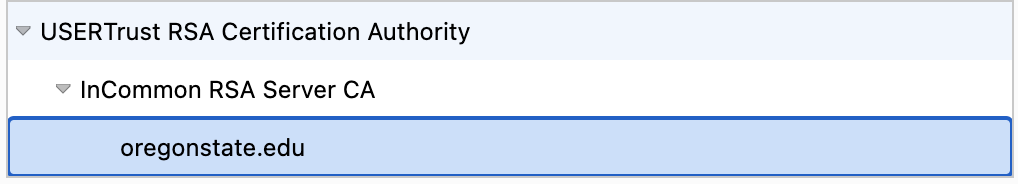 USERTrust RSA Certification Authority
InCommon RSA Server CA
oregonstate.edu